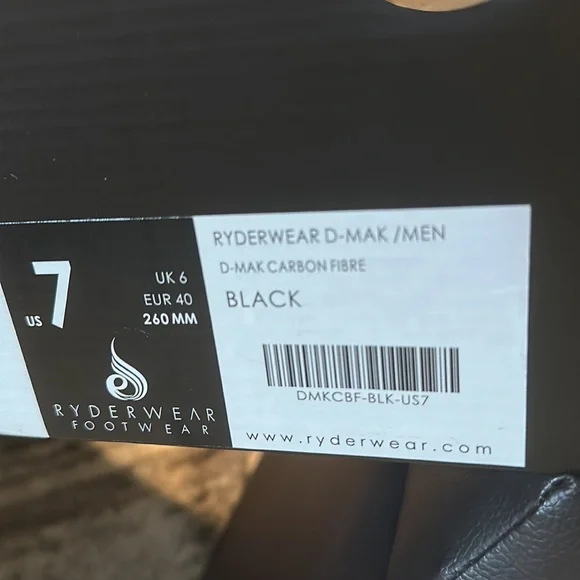 RYDERWEAR D-MAK /MEN
D-MAK CARBON FIBRE
BLACK
US 7
UK 6
EUR 40
260 MM
RYDERWEAR
FOOTWEAR
DMKCBF-BLK-US7
www.ryderwear.com